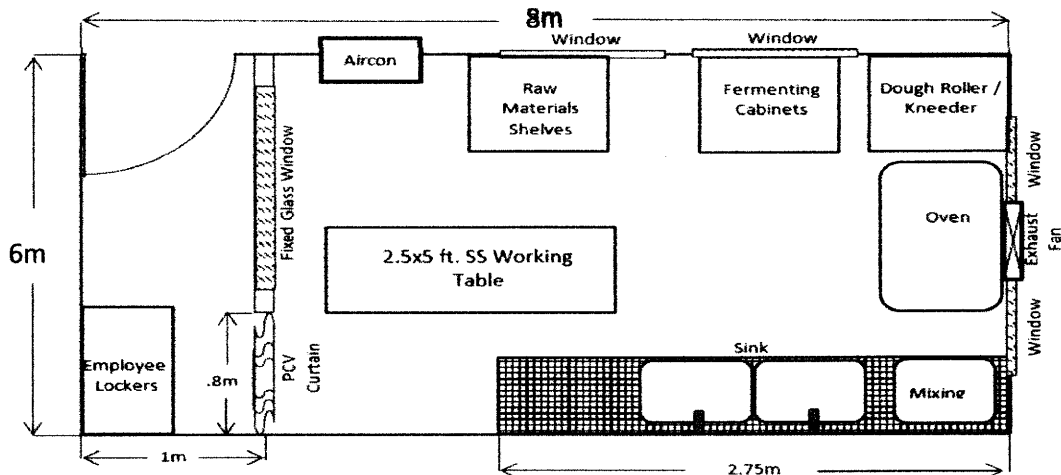 8m
Window
Window
Aircon
Raw
Materials
Shelves
Fermenting
Cabinets
Dough Roller /
Kneeder
Fixed Glass Window
Window
Oven
Exhaust
Fan
6m
2.5x5 ft. SS Working
Table
Window
Employee
Lockers
.8m
PCV
Curtain
Sink
Mixing
1m
2.75m